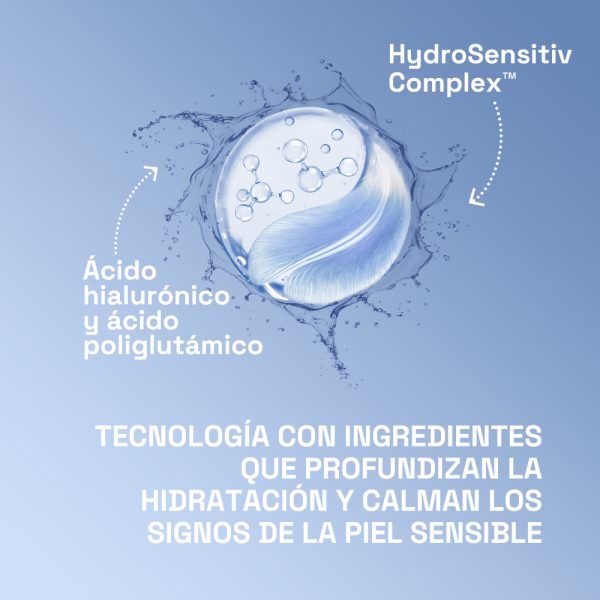 HydroSensitiv
Complex™
Ácido
hialurónico
y ácido
poliglutámico
TECNOLOGÍA CON INGREDIENTES
QUE PROFUNDIZAN LA
HIDRATACIÓN Y CALMAN LOS
SIGNOS DE LA PIEL SENSIBLE